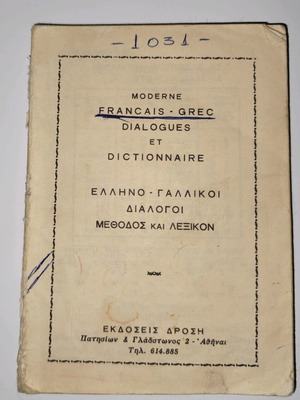 - 1031 -
MODERNE
FRANCAIS - GREC
DIALOGUES
ET
DICTIONNAIRE
ΕΛΛΗΝΟ - ΓΑΛΛΙΚΟΙ
ΔΙΑΛΟΓΟΙ
ΜΕΘΟΔΟΣ ΚΑΙ ΛΕΞΙΚΟΝ
ΕΚΔΟΣΕΙΣ ΔΡΟΣΗ
Πατησίων & Γλάδστωνος 2 - Ἀθῆναι
Τηλ. 614.885